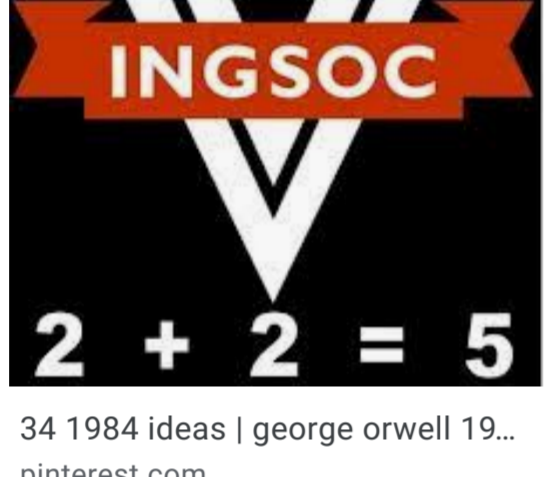 INGSOC
2 + 2 = 5
34 1984 ideas | george orwell 19...
pinterest.com